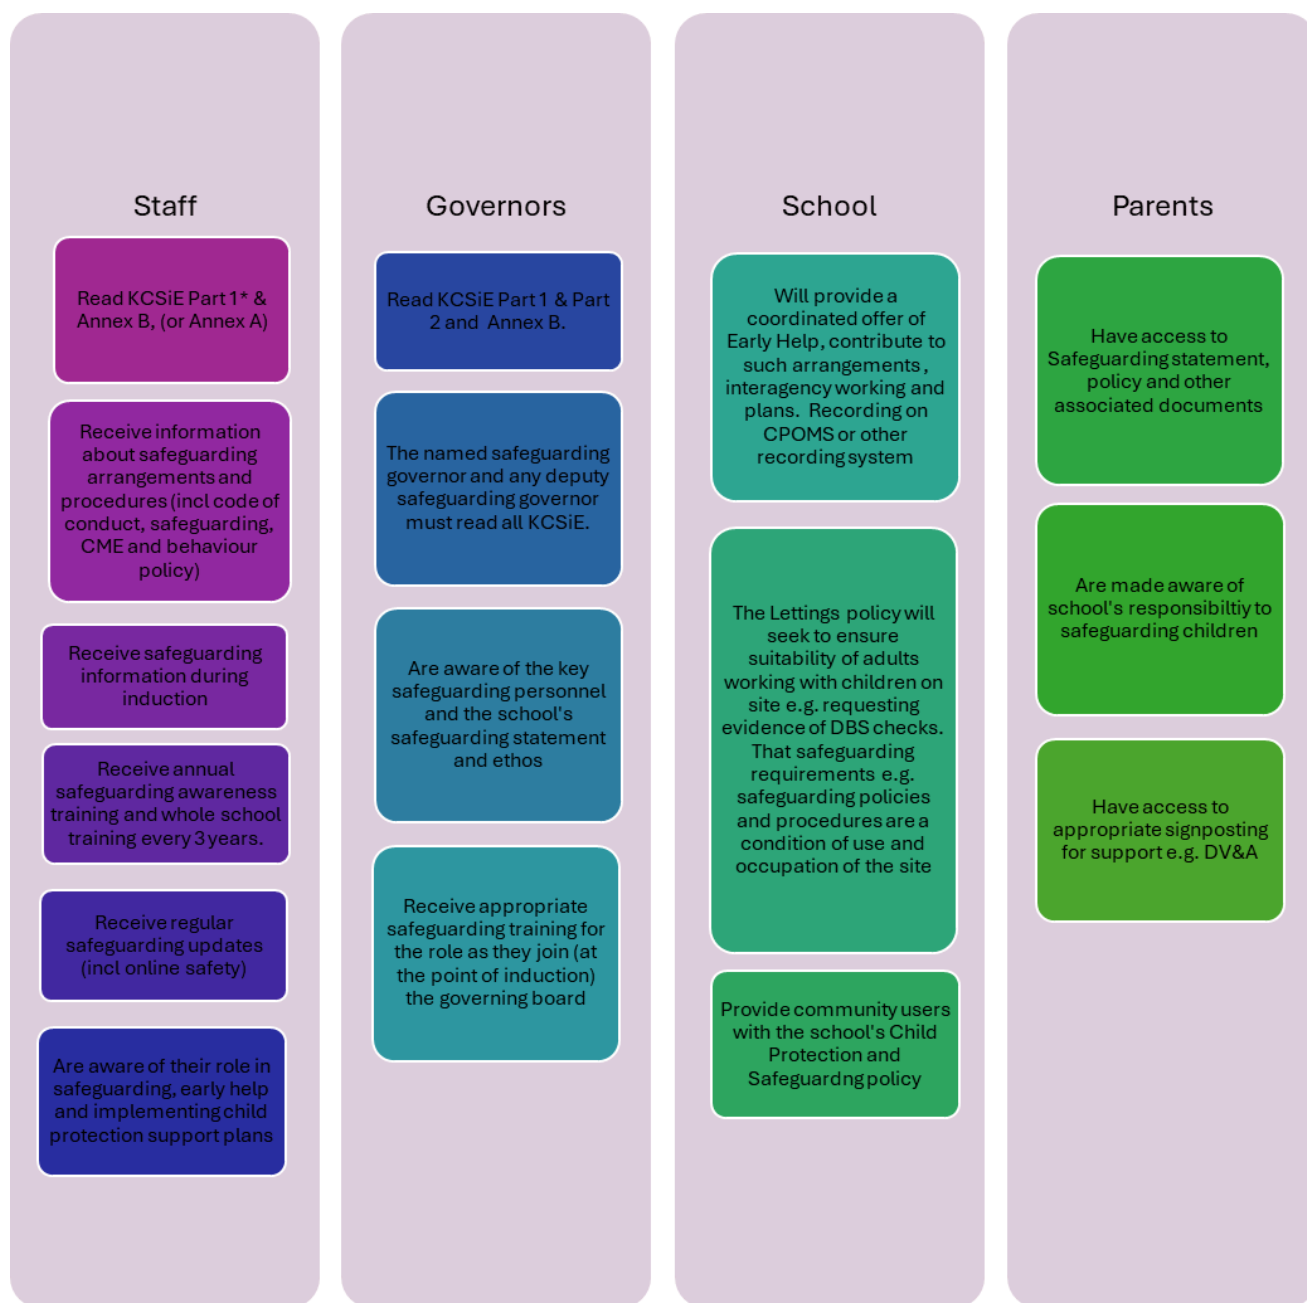 Staff
Read KCSiE Part 1* &
Annex B, (or Annex A)
Receive information
about safeguarding
arrangements and
procedures (incl code of
conduct, safeguarding,
CME and behaviour
policy)
Receive safeguarding
information during
induction
Receive annual
safeguarding awareness
training and whole school
training every 3 years.
Receive regular
safeguarding updates
(incl online safety)
Are aware of their role in
safeguarding, early help
and implementing child
protection support plans
Governors
Read KCSiE Part 1 & Part
2 and Annex B.
The named safeguarding
governor and any deputy
safeguarding governor
must read all KCSiE.
Are aware of the key
safeguarding personnel
and the school's
safeguarding statement
and ethos
Receive appropriate
safeguarding training for
the role as they join (at
the point of induction)
the governing board
School
Will provide a
coordinated offer of
Early Help, contribute to
such arrangements ,
interagency working and
plans. Recording on
CPOMS or other
recording system
The Lettings policy will
seek to ensure
suitability of adults
working with children on
site e.g. requesting
evidence of DBS checks.
That safeguarding
requirements e.g.
safeguarding policies
and procedures are a
condition of use and
occupation of the site
Provide community users
with the school's Child
Protection and
Safeguardng policy
Parents
Have access to
Safeguarding statement,
policy and other
associated documents
Are made aware of
school's responsibiltiy to
safeguarding children
Have access to
appropriate signposting
for support e.g. DV&A